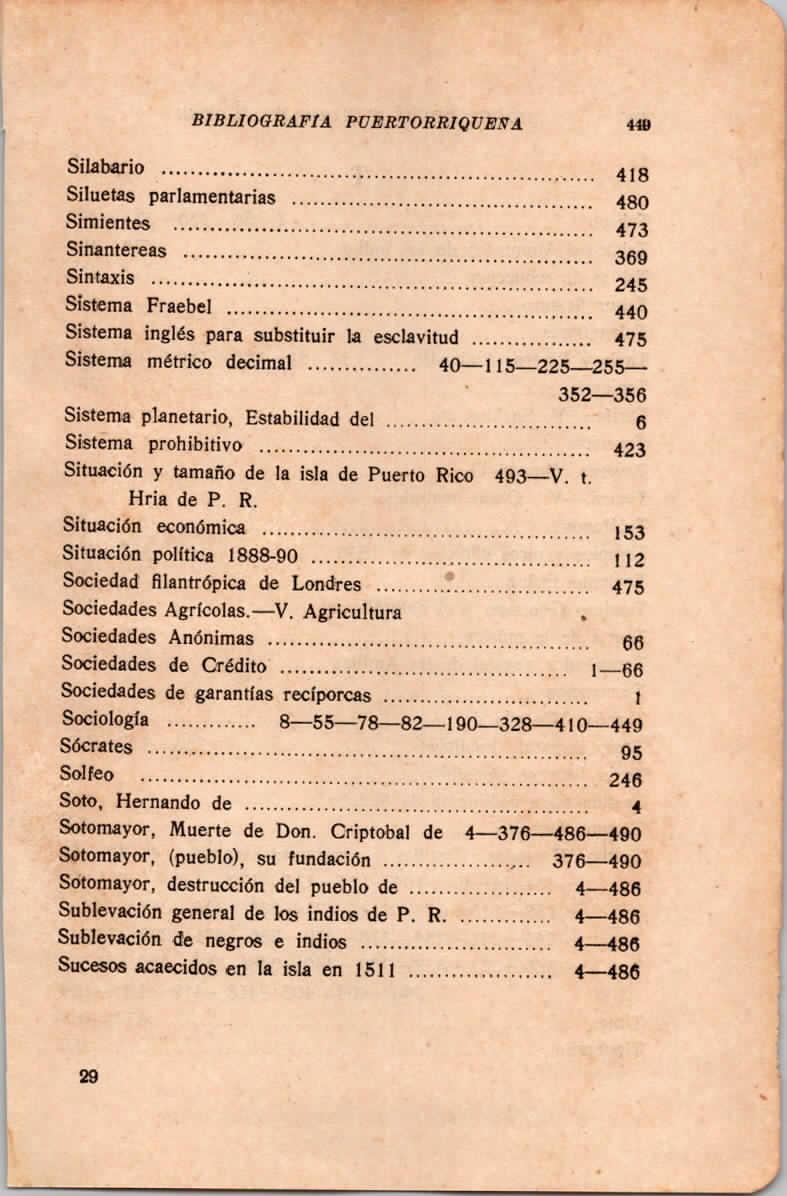 BIBLIOGRAFÍA PUERTORRIQUEÑA 449
Silabario ........................................................ 418
Siluetas parlamentarias ........................................ 480
Simientes ........................................................ 473
Sinantereas ...................................................... 369
Sintaxis .......................................................... 245
Sistema Fraebel ................................................ 440
Sistema inglés para substituir la esclavitud ................ 475
Sistema métrico decimal ............... 40—115—225—255—
352—356
Sistema planetario, Estabilidad del ............................ 6
Sistema prohibitivo ............................................ 423
Situación y tamaño de la isla de Puerto Rico 493—V. t.
Hria de P. R.
Situación económica ............................................ 153
Situación política 1888-90 ..................................... 112
Sociedad filantrópica de Londres .............................. 475
Sociedades Agrícolas.—V. Agricultura
Sociedades Anónimas ............................................ 66
Sociedades de Crédito ........................................ 1—66
Sociedades de garantías recíporcas ............................ 1
Sociología ............ 8—55—78—82—190—328—410—449
Sócrates .......................................................... 95
Solfeo ............................................................ 246
Soto, Hernando de .............................................. 4
Sotomayor, Muerte de Don. Criptobal de 4—376—486—490
Sotomayor, (pueblo), su fundación .................... 376—490
Sotomayor, destrucción del pueblo de ................... 4—486
Sublevación general de los indios de P. R. ............. 4—486
Sublevación de negros e indios .......................... 4—486
Sucesos acaecidos en la isla en 1511 .................... 4—486
29